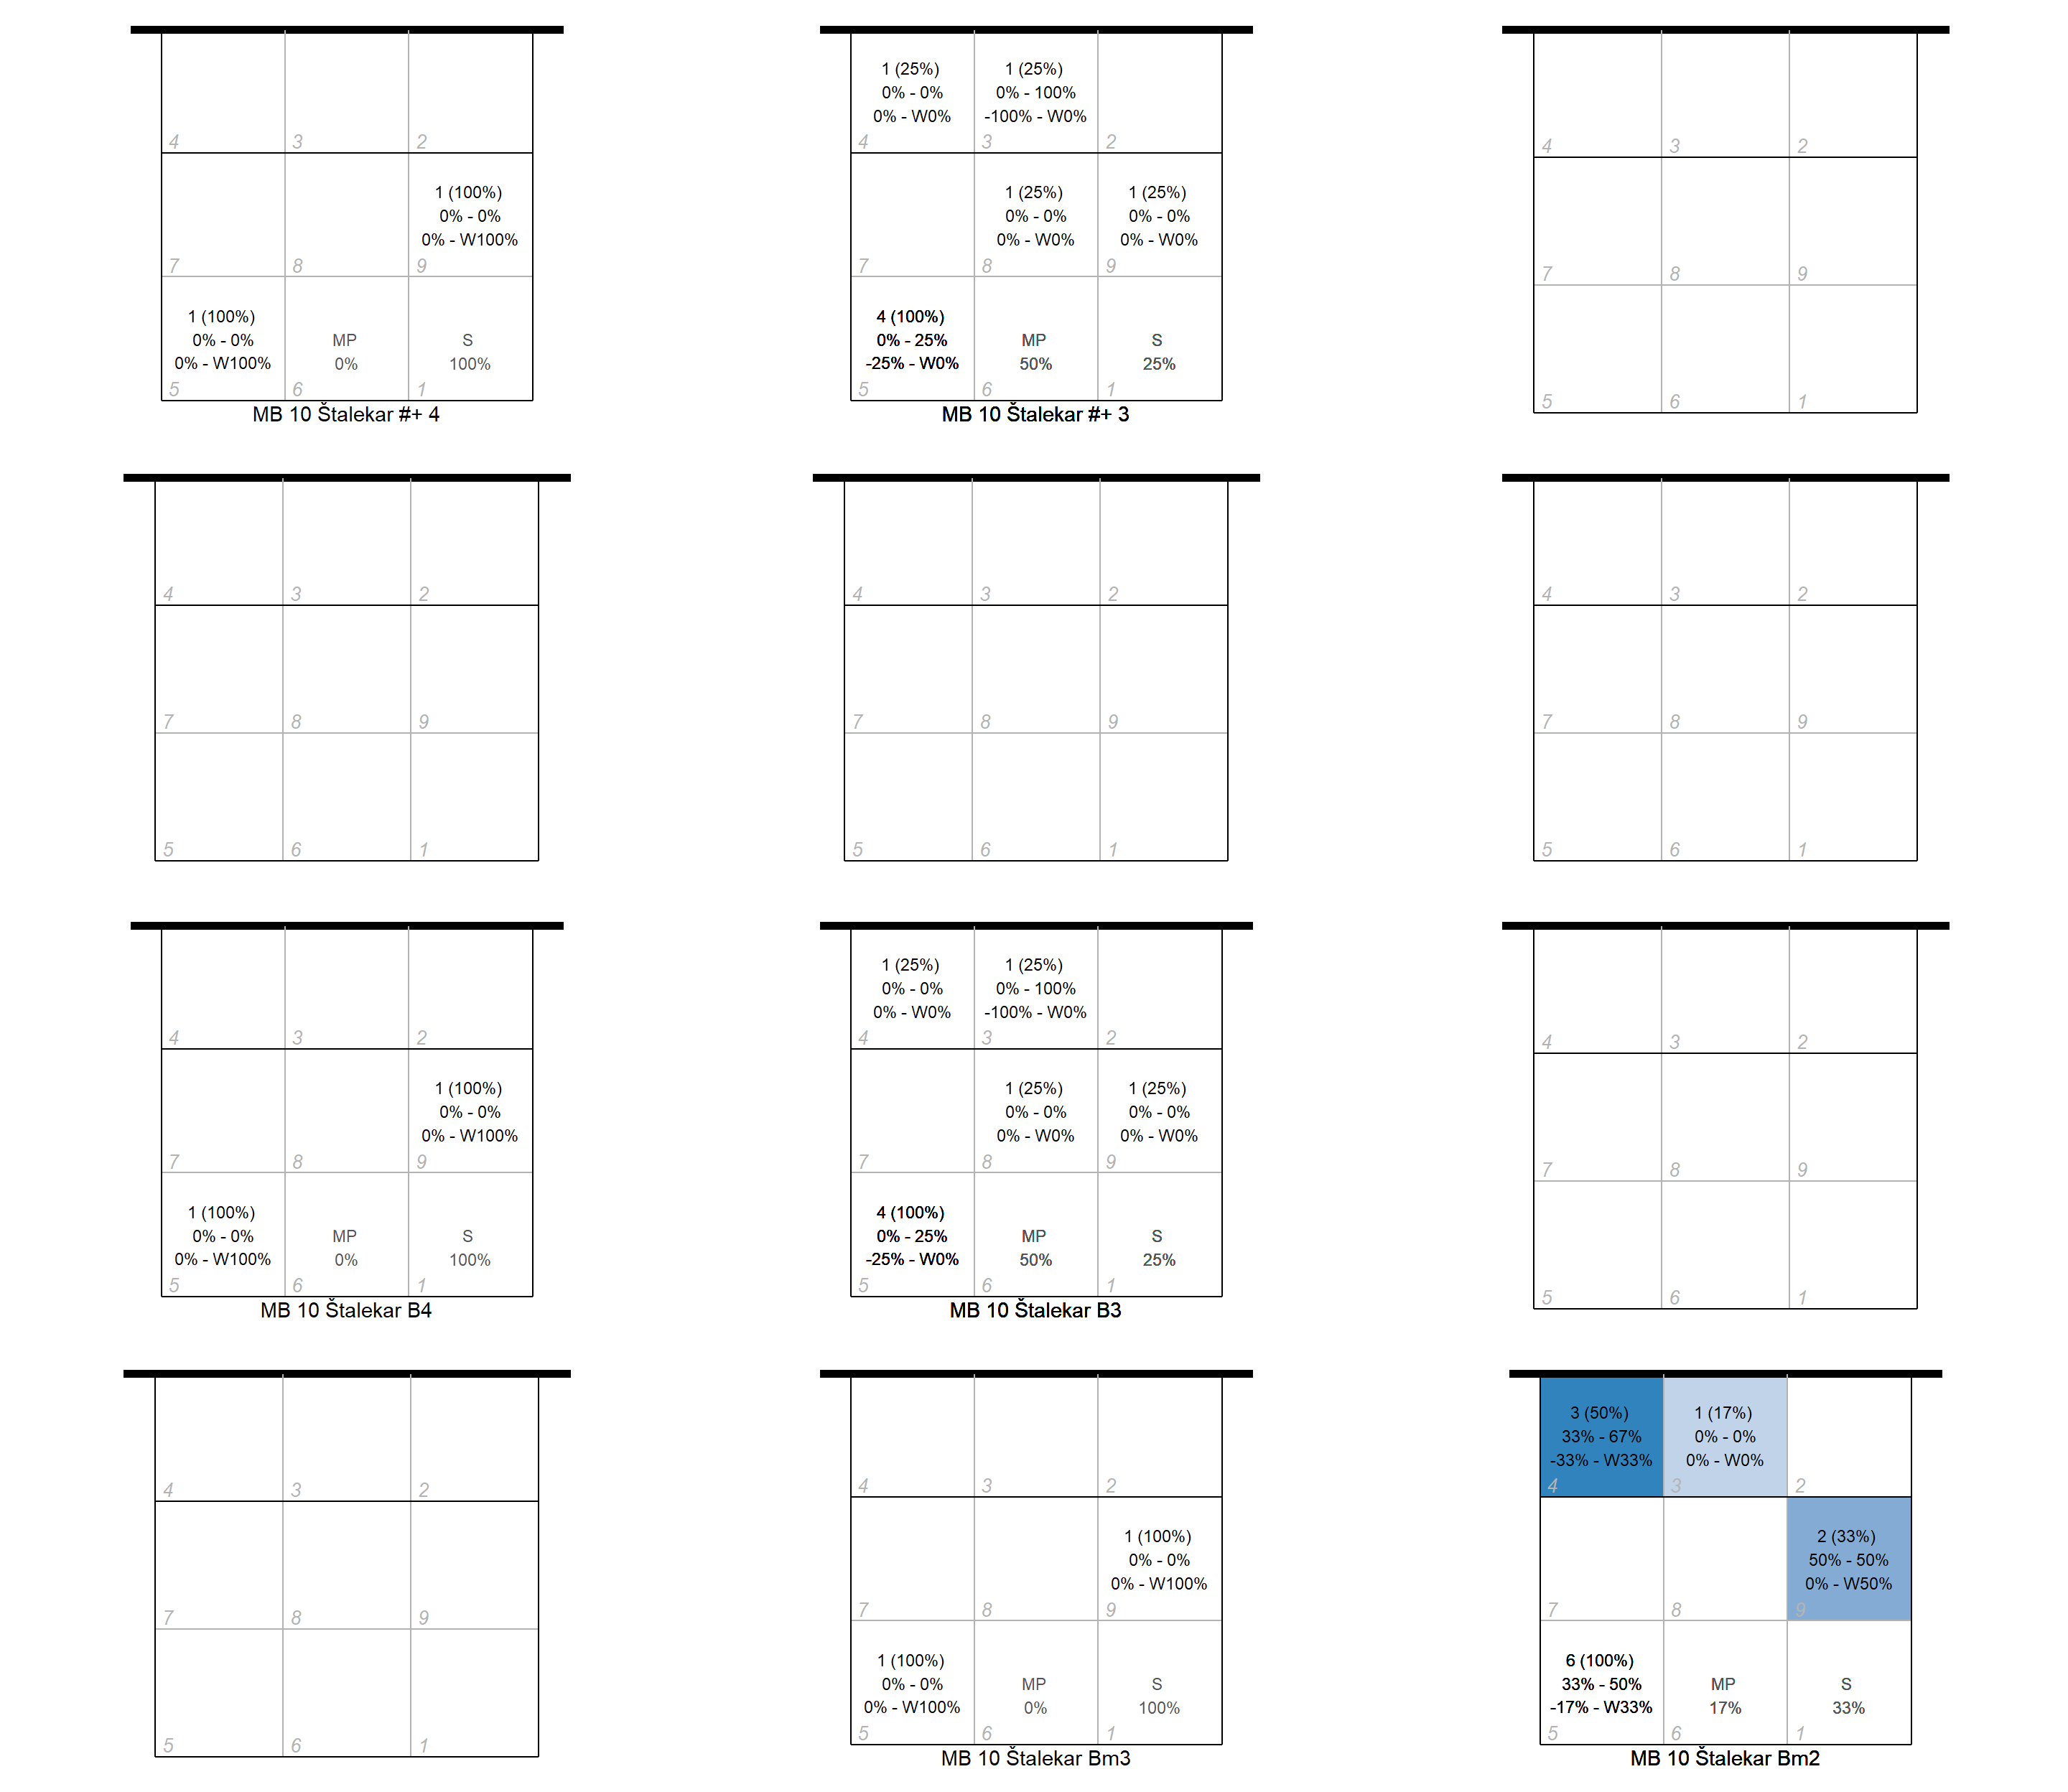 1 (25%) 1 (25%)
0% - 0% 0% - 100%
0% - W0% -100% - W0%
4 3 2 4 3 2 4 3 2
1 (100%) 1 (25%) 1 (25%)
0% - 0% 0% - 0% 0% - 0%
0% - W100% 0% - W0% 0% - W0%
7 8 9 7 8 9 7 8 9
1 (100%) 4 (100%)
0% - 0% MP S 0% - 25% MP S
0% - W100% 0% 100% -25% - W0% 50% 25%
5 6 1 5 6 1 5 6 1
MB 10 Štalekar #+ 4 MB 10 Štalekar #+ 3
4 3 2 4 3 2 4 3 2
7 8 9 7 8 9 7 8 9
5 6 1 5 6 1 5 6 1
1 (25%) 1 (25%)
0% - 0% 0% - 100%
0% - W0% -100% - W0%
4 3 2 4 3 2 4 3 2
1 (100%) 1 (25%) 1 (25%)
0% - 0% 0% - 0% 0% - 0%
0% - W100% 0% - W0% 0% - W0%
7 8 9 7 8 9 7 8 9
1 (100%) 4 (100%)
0% - 0% MP S 0% - 25% MP S
0% - W100% 0% 100% -25% - W0% 50% 25%
5 6 1 5 6 1 5 6 1
MB 10 Štalekar B4 MB 10 Štalekar B3
3 (50%) 1 (17%)
33% - 67% 0% - 0%
-33% - W33% 0% - W0%
4 3 2 4 3 2 4 3 2
1 (100%) 2 (33%)
0% - 0% 50% - 50%
0% - W100% 0% - W50%
7 8 9 7 8 9 7 8 9
1 (100%) 6 (100%)
0% - 0% MP S 33% - 50% MP S
0% - W100% 0% 100% -17% - W33% 17% 33%
5 6 1 5 6 1 5 6 1
MB 10 Štalekar Bm3 MB 10 Štalekar Bm2